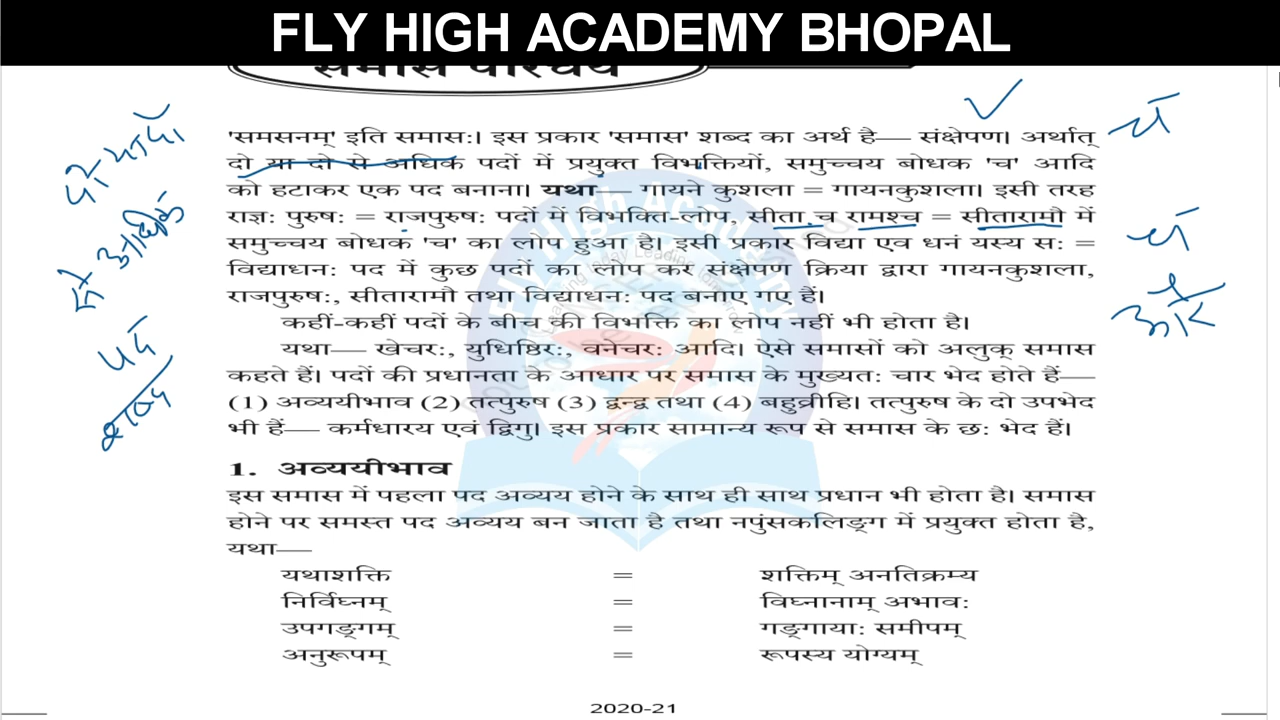 FLY HIGH ACADEMY BHOPAL
समास परिचय
'समसनम्' इति समासः। इस प्रकार 'समास' शब्द का अर्थ है— संक्षेपण। अर्थात्
दो या दो से अधिक पदों में प्रयुक्त विभक्तियों, समुच्चय बोधक 'च' आदि
को हटाकर एक पद बनाना। यथा— गायने कुशला = गायनकुशला। इसी तरह
राज्ञः पुरुषः = राजपुरुषः पदों में विभक्ति-लोप, सीता च रामश्च = सीतारामौ में
समुच्चय बोधक 'च' का लोप हुआ है। इसी प्रकार विद्या एव धनं यस्य सः =
विद्याधनः पद में कुछ पदों का लोप कर संक्षेपण क्रिया द्वारा गायनकुशला,
राजपुरुषः, सीतारामौ तथा विद्याधनः पद बनाए गए हैं।
कहीं-कहीं पदों के बीच की विभक्ति का लोप नहीं भी होता है।
यथा— खेचरः, युधिष्ठिरः, वनेचरः आदि। ऐसे समासों को अलुक् समास
कहते हैं। पदों की प्रधानता के आधार पर समास के मुख्यतः चार भेद होते हैं—
(1) अव्ययीभाव (2) तत्पुरुष (3) द्वन्द्व तथा (4) बहुव्रीहि। तत्पुरुष के दो उपभेद
भी हैं— कर्मधारय एवं द्विगु। इस प्रकार सामान्य रूप से समास के छः भेद हैं।
1. अव्ययीभाव
इस समास में पहला पद अव्यय होने के साथ ही साथ प्रधान भी होता है। समास
होने पर समस्त पद अव्यय बन जाता है तथा नपुंसकलिङ्ग में प्रयुक्त होता है,
यथा—
यथाशक्ति = शक्तिम् अनतिक्रम्य
निर्विघ्नम् = विघ्नानाम् अभावः
उपगङ्गम् = गङ्गायाः समीपम्
अनुरूपम् = रूपस्य योग्यम्
2020-21
पद
शब्द
और